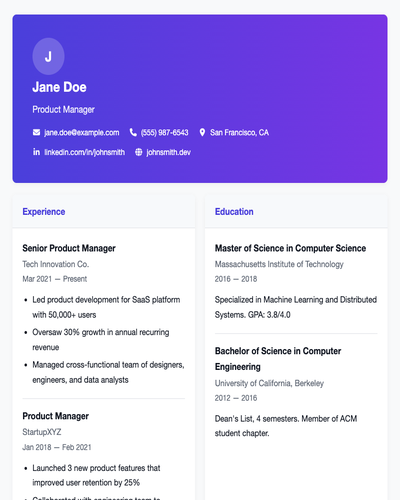 J
Jane Doe
Product Manager
jane.doe@example.com (555) 987-6543 San Francisco, CA
linkedin.com/in/johnsmith johnsmith.dev
Experience
Senior Product Manager
Tech Innovation Co.
Mar 2021 — Present
• Led product development for SaaS platform
with 50,000+ users
• Oversaw 30% growth in annual recurring
revenue
• Managed cross-functional team of designers,
engineers, and data analysts
Product Manager
StartupXYZ
Jan 2018 — Feb 2021
• Launched 3 new product features that
improved user retention by 25%
• Collaborated with engineering team to
Education
Master of Science in Computer Science
Massachusetts Institute of Technology
2016 — 2018
Specialized in Machine Learning and Distributed
Systems. GPA: 3.8/4.0
Bachelor of Science in Computer
Engineering
University of California, Berkeley
2012 — 2016
Dean's List, 4 semesters. Member of ACM
student chapter.